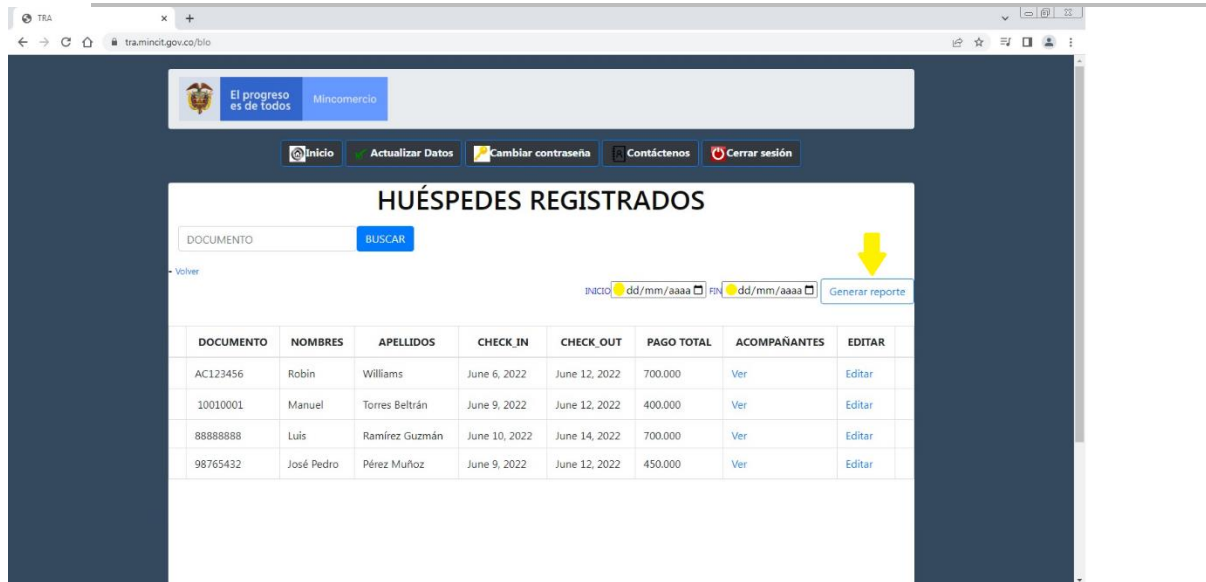 TRA
tra.mincit.gov.co/blo
El progreso
es de todos
Mincomercio
Inicio
Actualizar Datos
Cambiar contraseña
Contáctenos
Cerrar sesión
HUÉSPEDES REGISTRADOS
DOCUMENTO
BUSCAR
- Volver
INICIO dd/mm/aaaa FIN dd/mm/aaaa Generar reporte
DOCUMENTO NOMBRES APELLIDOS CHECK_IN CHECK_OUT PAGO TOTAL ACOMPAÑANTES EDITAR
AC123456 Robin Williams June 6, 2022 June 12, 2022 700.000 Ver Editar
10010001 Manuel Torres Beltrán June 9, 2022 June 12, 2022 400.000 Ver Editar
88888888 Luis Ramírez Guzmán June 10, 2022 June 14, 2022 700.000 Ver Editar
98765432 José Pedro Pérez Muñoz June 9, 2022 June 12, 2022 450.000 Ver Editar